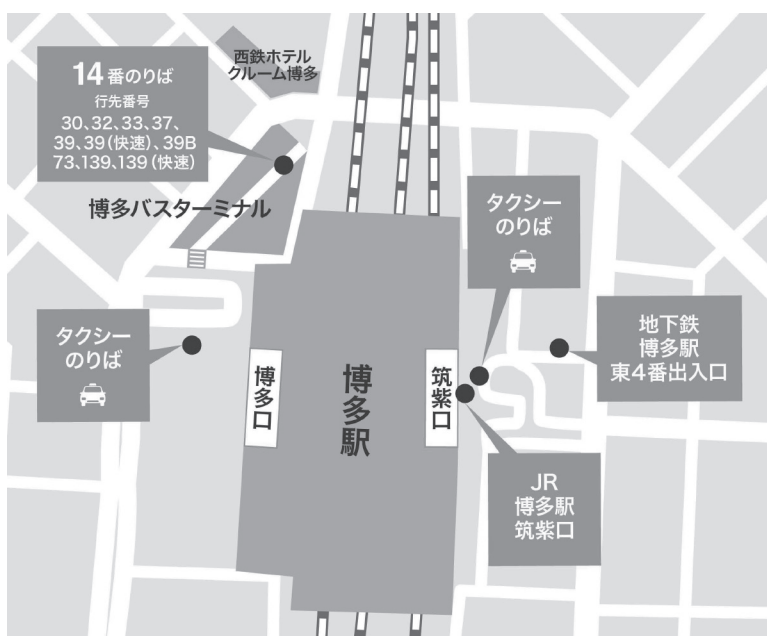 西鉄ホテル
クルーム博多
14番のりば
行先番号
30、32、33、37、
39、39(快速)、39B
73、139、139(快速)
博多バスターミナル
タクシー
のりば
タクシー
のりば
地下鉄
博多駅
東4番出入口
博多口
博多駅
筑紫口
JR
博多駅
筑紫口